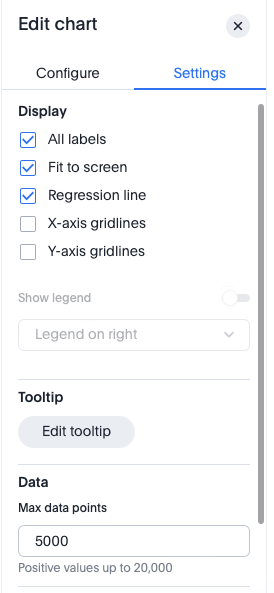 Edit chart
Configure Settings
Display
All labels
Fit to screen
Regression line
X-axis gridlines
Y-axis gridlines
Show legend
Legend on right
Tooltip
Edit tooltip
Data
Max data points
5000
Positive values up to 20,000